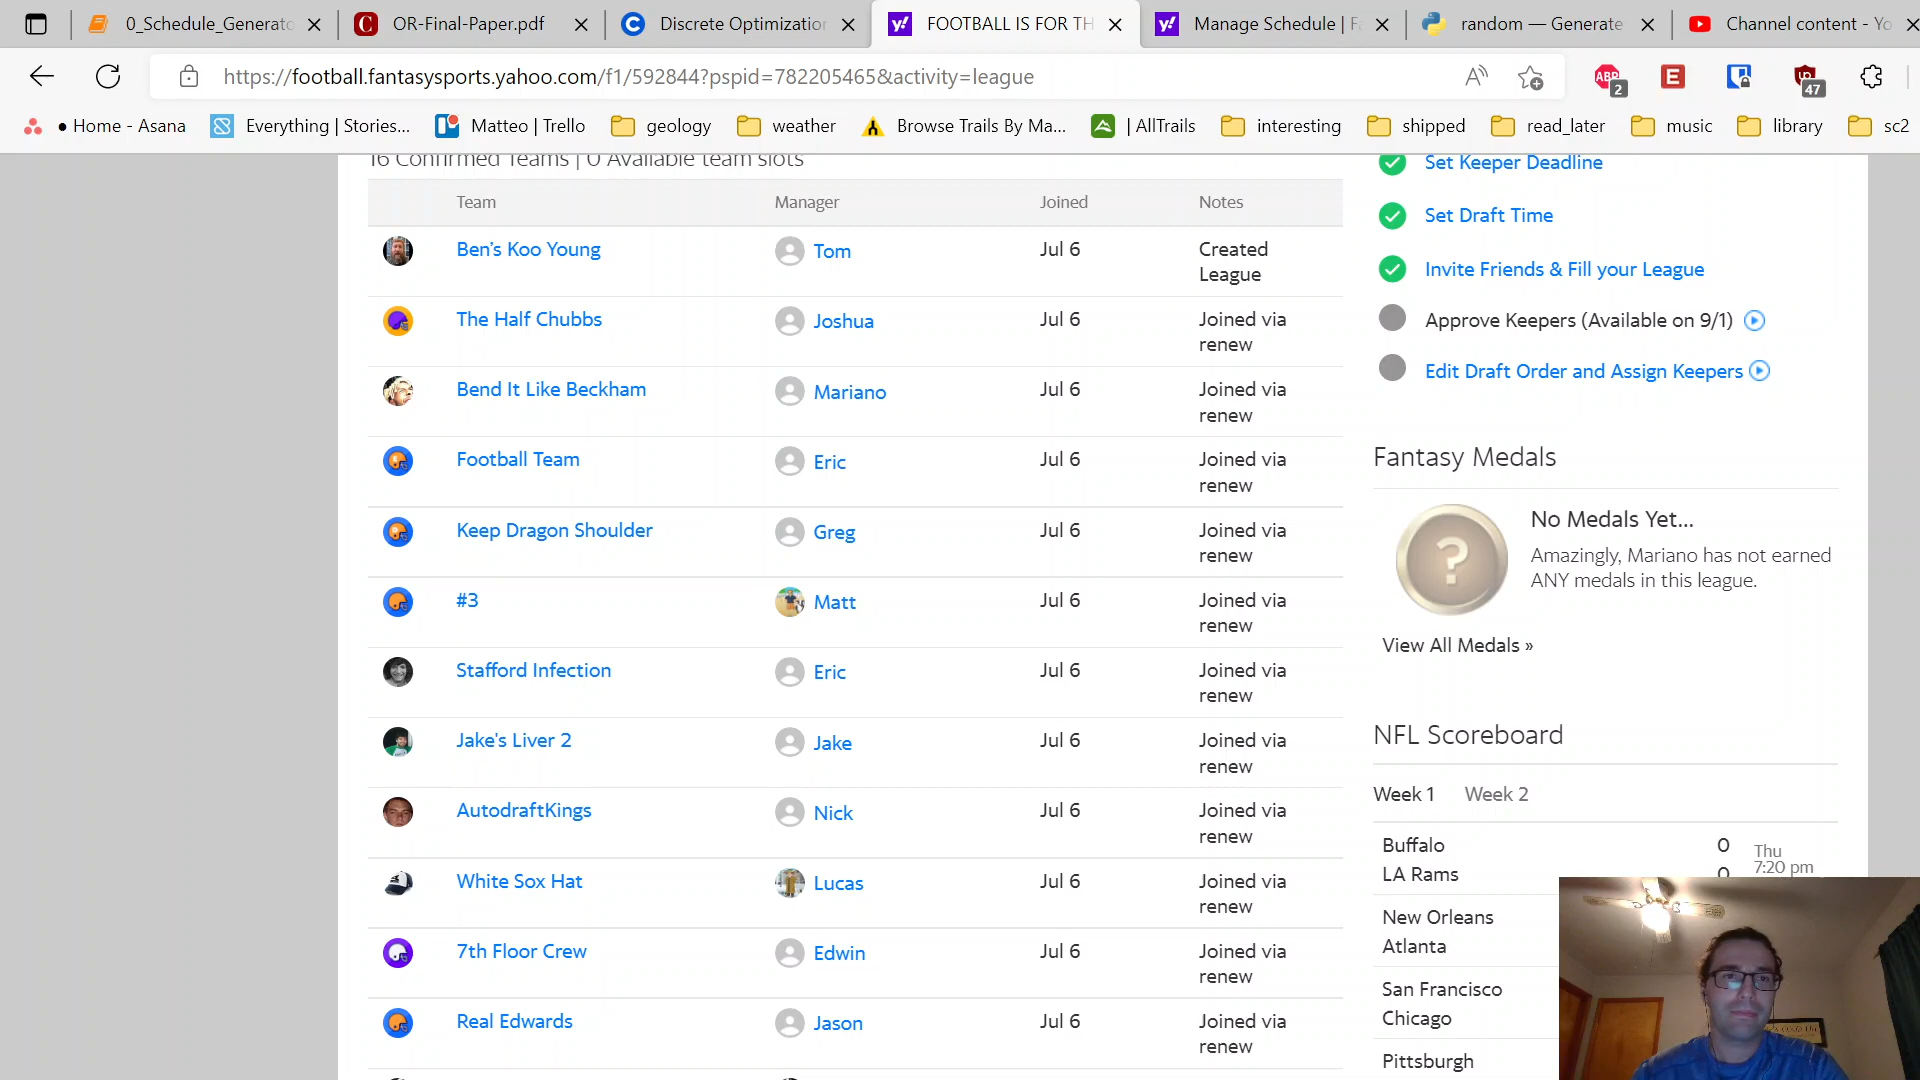 0_Schedule_Generato
OR-Final-Paper.pdf
Discrete Optimization
FOOTBALL IS FOR TH
Manage Schedule | Fa
random — Generate
Channel content - Yo
https://football.fantasysports.yahoo.com/f1/592844?pspid=782205465&activity=league
ABP
2
47
● Home - Asana
Everything | Stories...
Matteo | Trello
geology
weather
Browse Trails By Ma...
| AllTrails
interesting
shipped
read_later
music
library
sc2
16 Confirmed Teams | 0 Available team slots
Team Manager Joined Notes
Ben's Koo Young Tom Jul 6 Created
League
The Half Chubbs Joshua Jul 6 Joined via
renew
Bend It Like Beckham Mariano Jul 6 Joined via
renew
Football Team Eric Jul 6 Joined via
renew
Keep Dragon Shoulder Greg Jul 6 Joined via
renew
#3 Matt Jul 6 Joined via
renew
Stafford Infection Eric Jul 6 Joined via
renew
Jake's Liver 2 Jake Jul 6 Joined via
renew
AutodraftKings Nick Jul 6 Joined via
renew
White Sox Hat Lucas Jul 6 Joined via
renew
7th Floor Crew Edwin Jul 6 Joined via
renew
Real Edwards Jason Jul 6 Joined via
renew
Set Keeper Deadline
Set Draft Time
Invite Friends & Fill your League
Approve Keepers (Available on 9/1)
Edit Draft Order and Assign Keepers
Fantasy Medals
No Medals Yet...
Amazingly, Mariano has not earned
ANY medals in this league.
View All Medals »
NFL Scoreboard
Week 1 Week 2
Buffalo 0
LA Rams 0
Thu
7:20 pm
New Orleans
Atlanta
San Francisco
Chicago
Pittsburgh